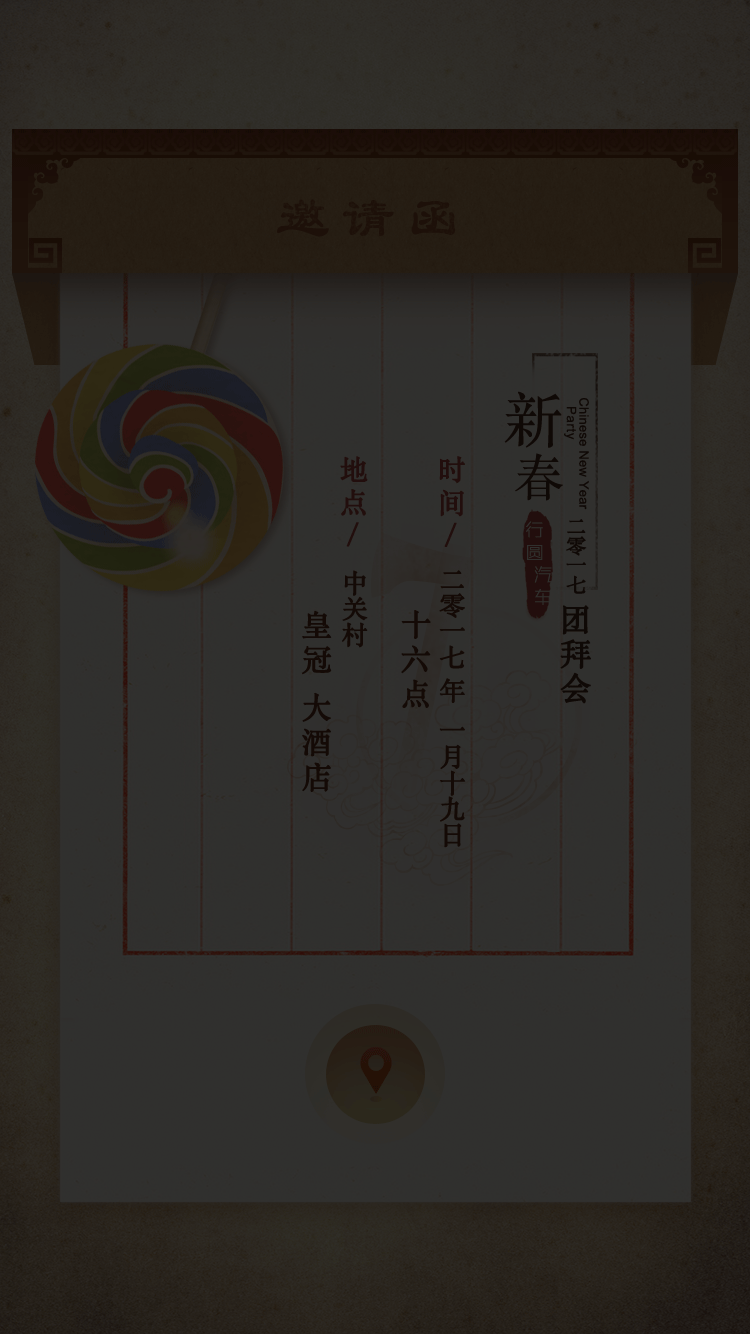 邀请函
Chinese New Year
Party
二零一七 团拜会
新春
行圆
汽车
时间/ 二零一七年 一月十九日
十六点
地点/ 中关村
皇冠 大酒店